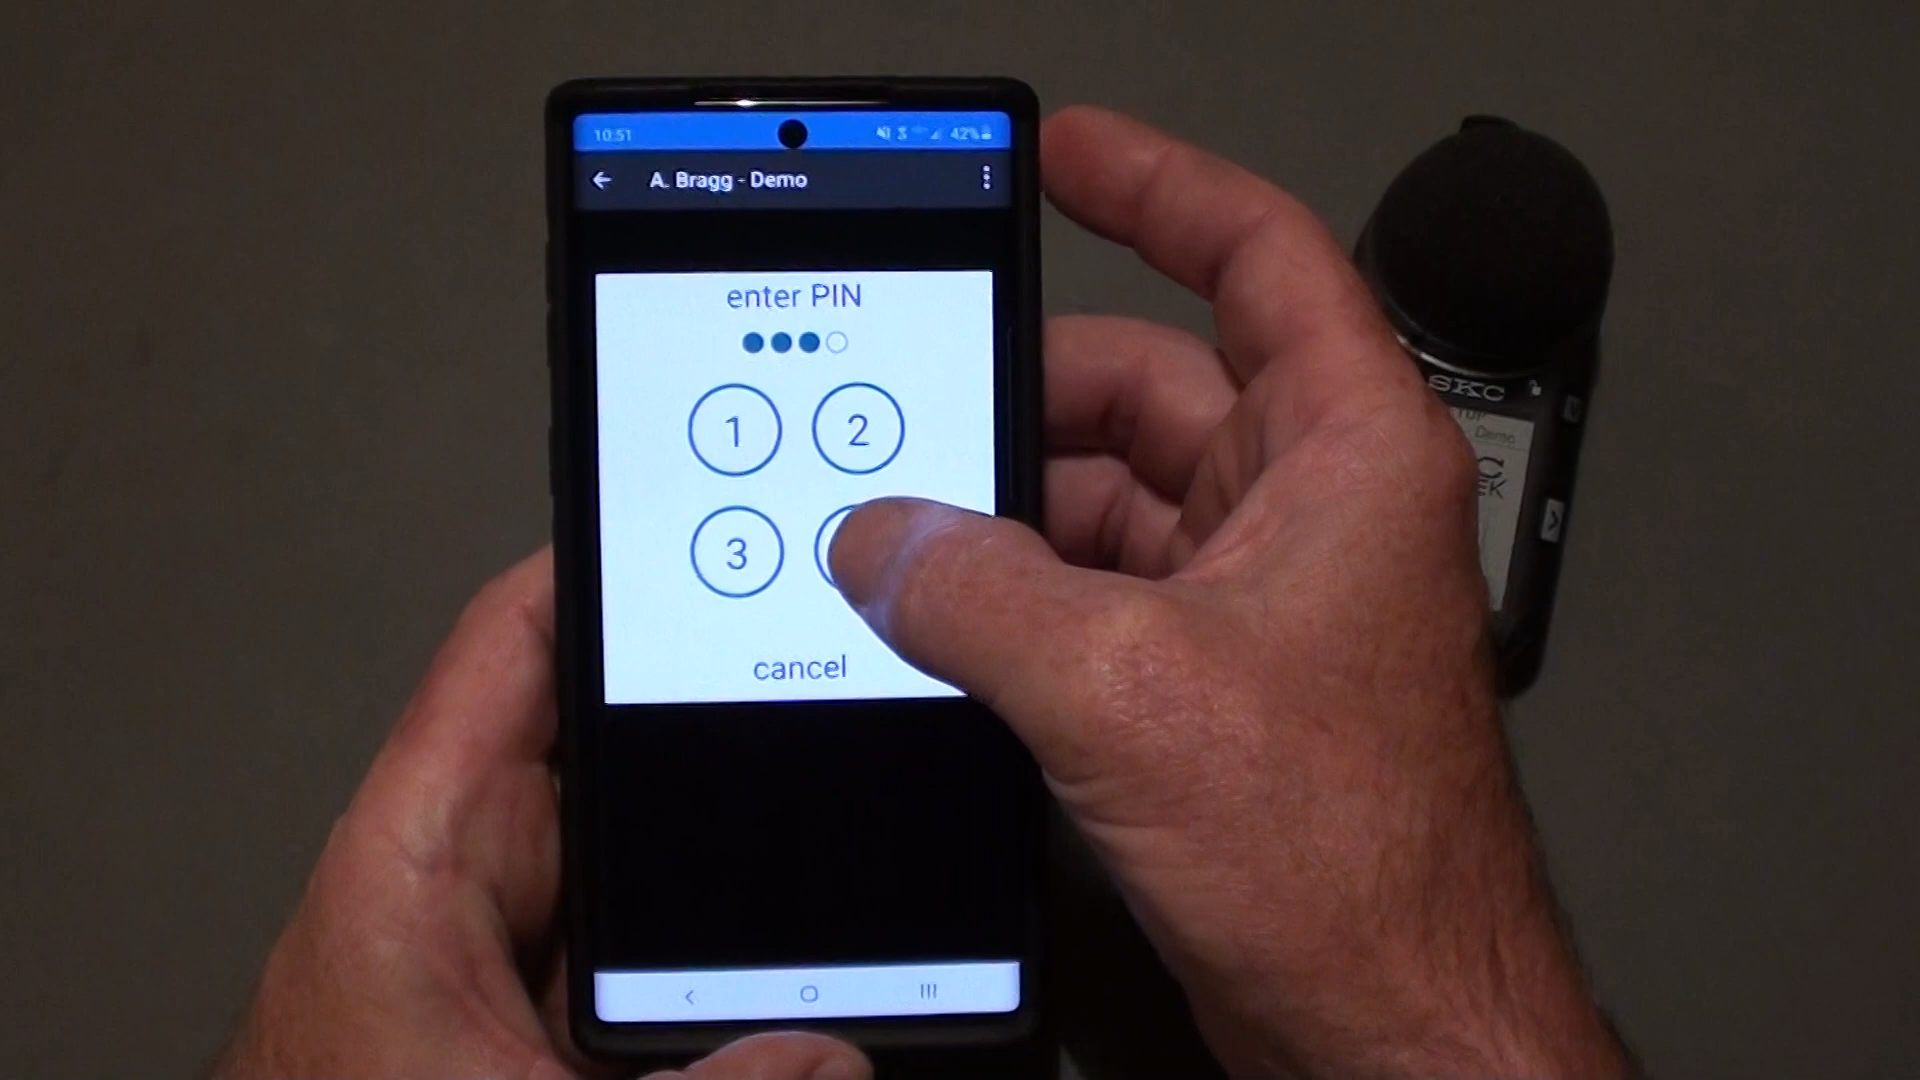 10:51 42%
A. Bragg - Demo
enter PIN
1 2
3
cancel
SKC
Demo